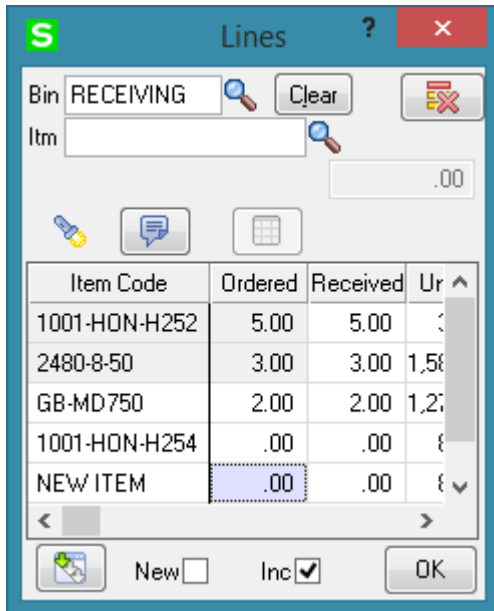 S Lines ? ×
Bin RECEIVING Clear
Itm
.00
Item Code Ordered Received
1001-HON-H252 5.00 5.00
2480-8-50 3.00 3.00
GB-MD750 2.00 2.00
1001-HON-H254 .00 .00
NEW ITEM .00 .00
New Inc OK